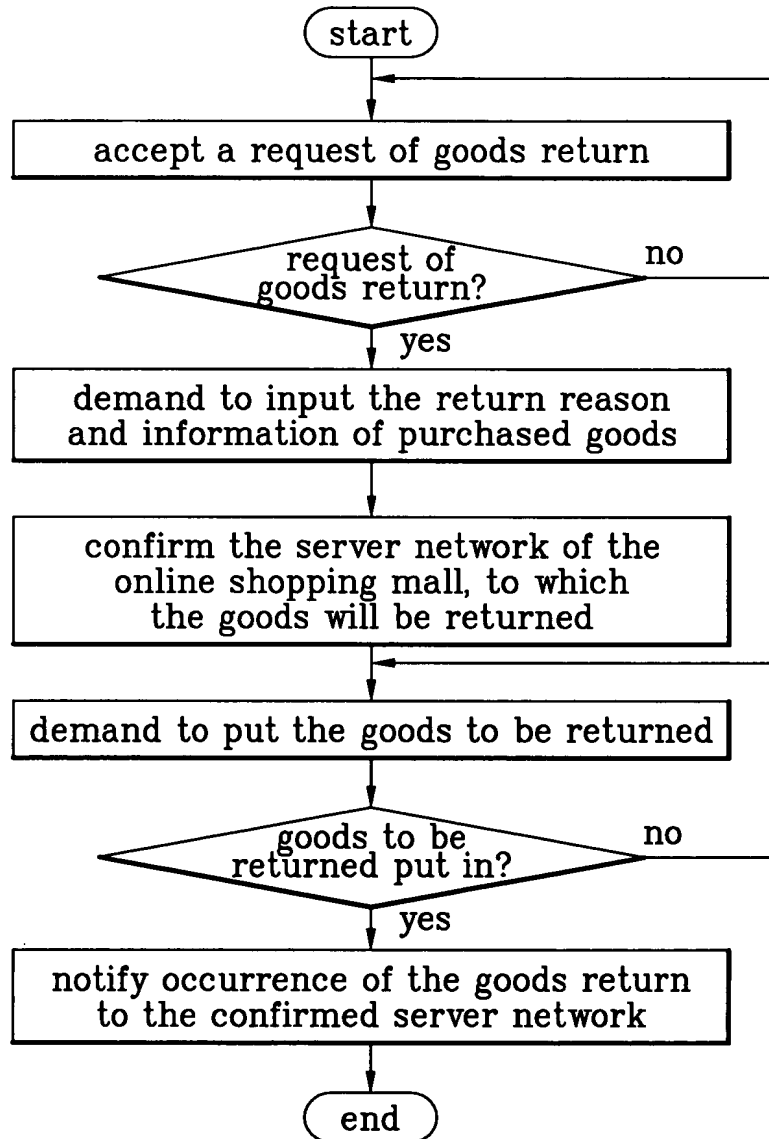 start
accept a request of goods return
request of
goods return?
no
yes
demand to input the return reason
and information of purchased goods
confirm the server network of the
online shopping mall, to which
the goods will be returned
demand to put the goods to be returned
goods to be
returned put in?
no
yes
notify occurrence of the goods return
to the confirmed server network
end